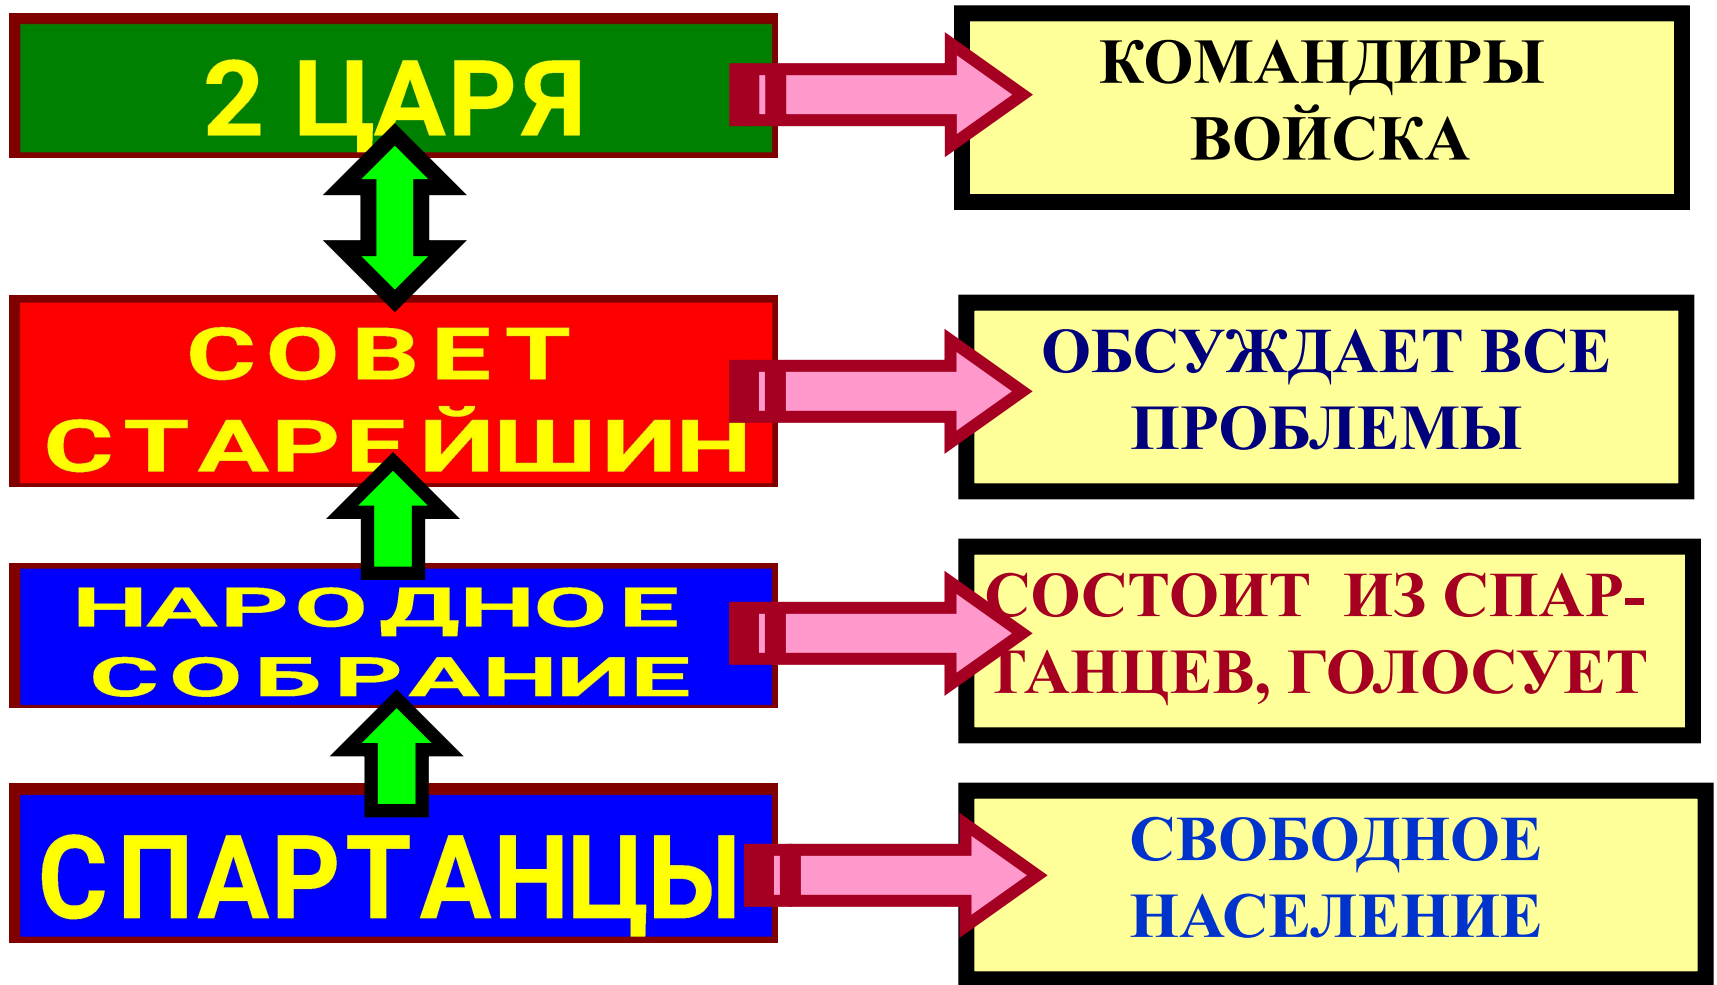 2 ЦАРЯ
КОМАНДИРЫ
ВОЙСКА
СОВЕТ
СТАРЕЙШИН
ОБСУЖДАЕТ ВСЕ
ПРОБЛЕМЫ
НАРОДНОЕ
СОБРАНИЕ
СОСТОИТ ИЗ СПАР-
ТАНЦЕВ, ГОЛОСУЕТ
СПАРТАНЦЫ
СВОБОДНОЕ
НАСЕЛЕНИЕ